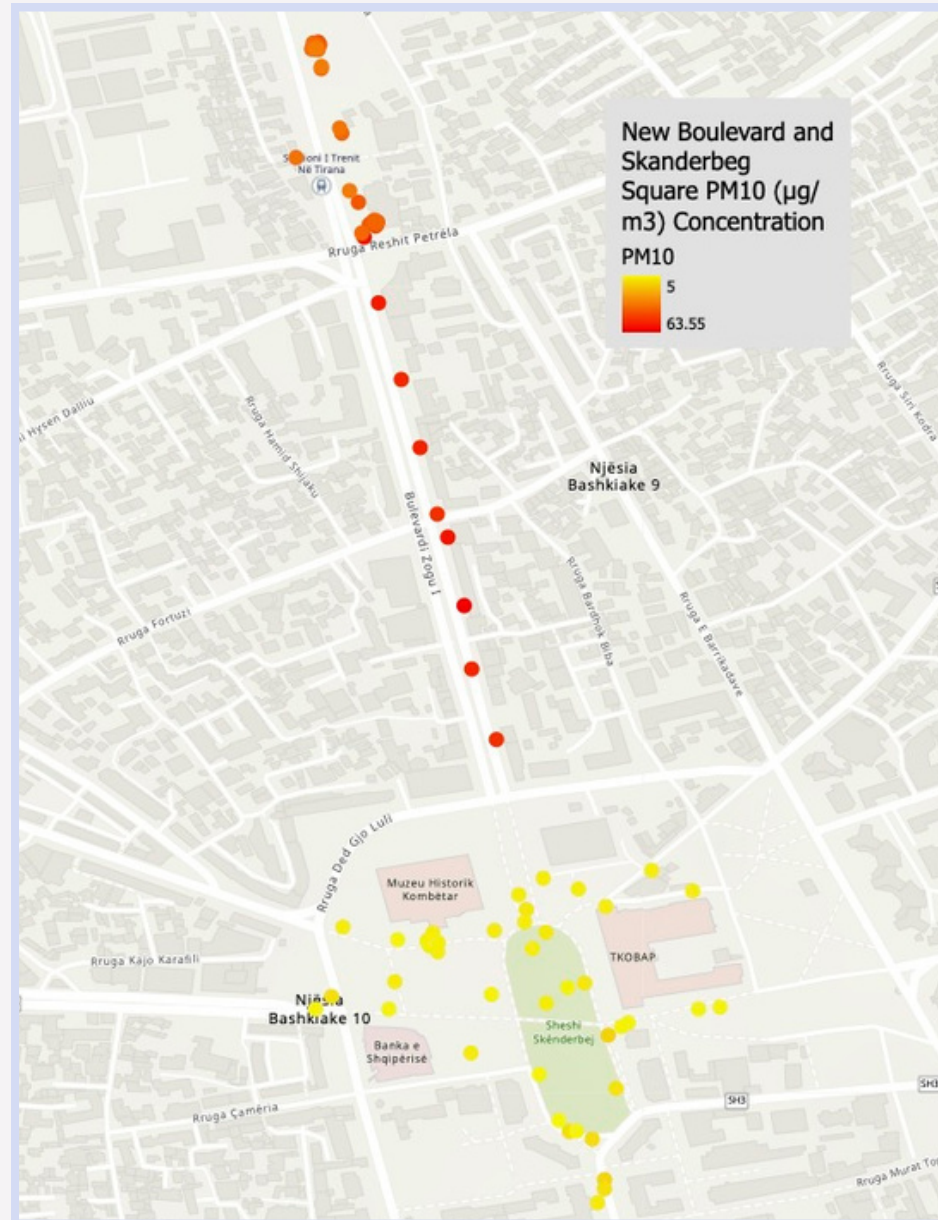 New Boulevard and
Skanderbeg
Square PM10 (µg/
m3) Concentration
PM10
5
63.55
Në Tirana
Rruga Reshit Petrëla
Hysen Dalliu
Rruga Hamid Shijaku
Rruga Siri Kodra
Njësia
Bashkiake 9
Bulevardi Zogu I
Rruga Fortuzi
Rruga Bardhok Biba
Rruga E Barrikadave
Rruga Ded Gjo Luli
Muzeu Historik
Kombëtar
Rruga Kajo Karafili
TKOBAP
Njësia
Bashkiake 10
Sheshi
Skënderbej
Banka e
Shqipërisë
SH3
SH3
Rruga Çamëria
Rruga Murat